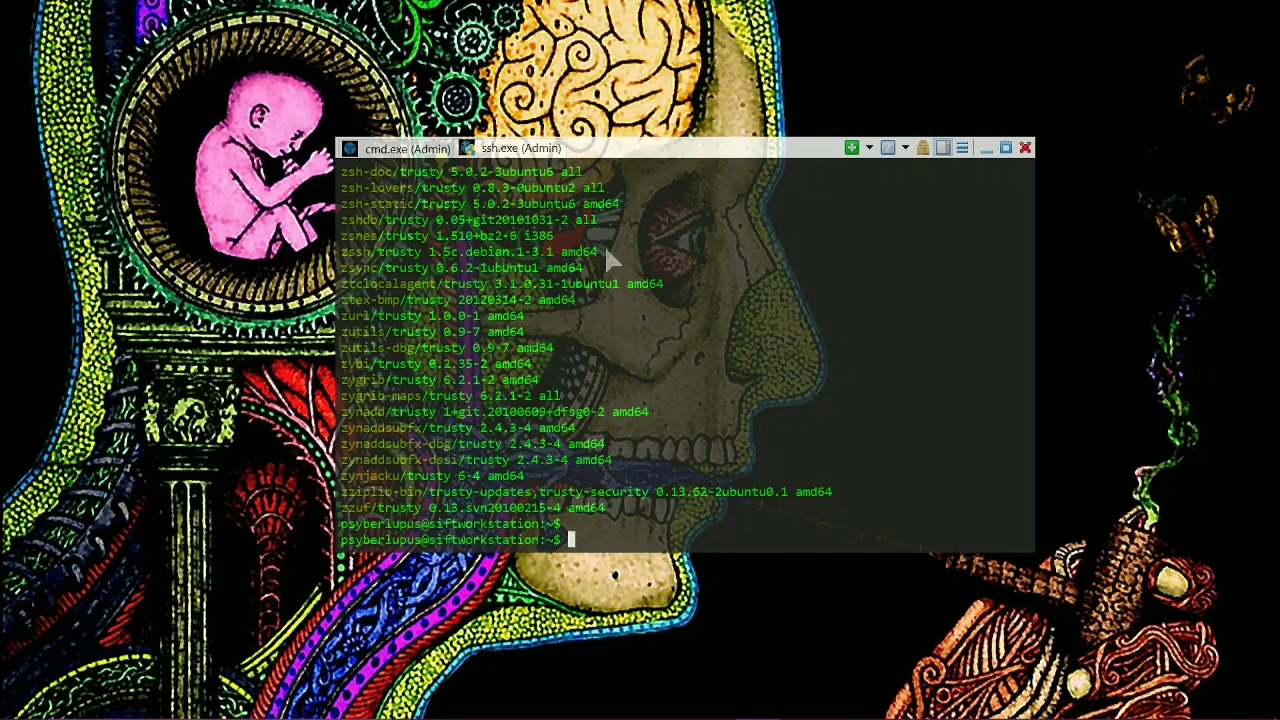 cmd.exe (Admin) ssh.exe (Admin)
zsh-doc/trusty 5.0.2-3ubuntu6 all
zsh-lovers/trusty 0.8.3-0ubuntu2 all
zsh-static/trusty 5.0.2-3ubuntu6 amd64
zshdb/trusty 0.05+git20101031-2 all
zsnes/trusty 1.510+bz2-6 i386
zssh/trusty 1.5c.debian.1-3.1 amd64
zsync/trusty 0.6.2-1ubuntu1 amd64
ztclocalagent/trusty 3.1.0.31-1ubuntu1 amd64
ztex-bmp/trusty 20120314-2 amd64
zurl/trusty 1.0.0-1 amd64
zutils/trusty 0.9-7 amd64
zutils-dbg/trusty 0.9-7 amd64
zvbi/trusty 0.2.35-2 amd64
zygrib/trusty 6.2.1-2 amd64
zygrib-maps/trusty 6.2.1-2 all
zynadd/trusty 1+git.20100609+dfsg0-2 amd64
zynaddsubfx/trusty 2.4.3-4 amd64
zynaddsubfx-dbg/trusty 2.4.3-4 amd64
zynaddsubfx-dssi/trusty 2.4.3-4 amd64
zynjacku/trusty 6-4 amd64
zziplib-bin/trusty-updates,trusty-security 0.13.62-2ubuntu0.1 amd64
zzuf/trusty 0.13.svn20100215-4 amd64
psyberlupus@siftworkstation:~$
psyberlupus@siftworkstation:~$